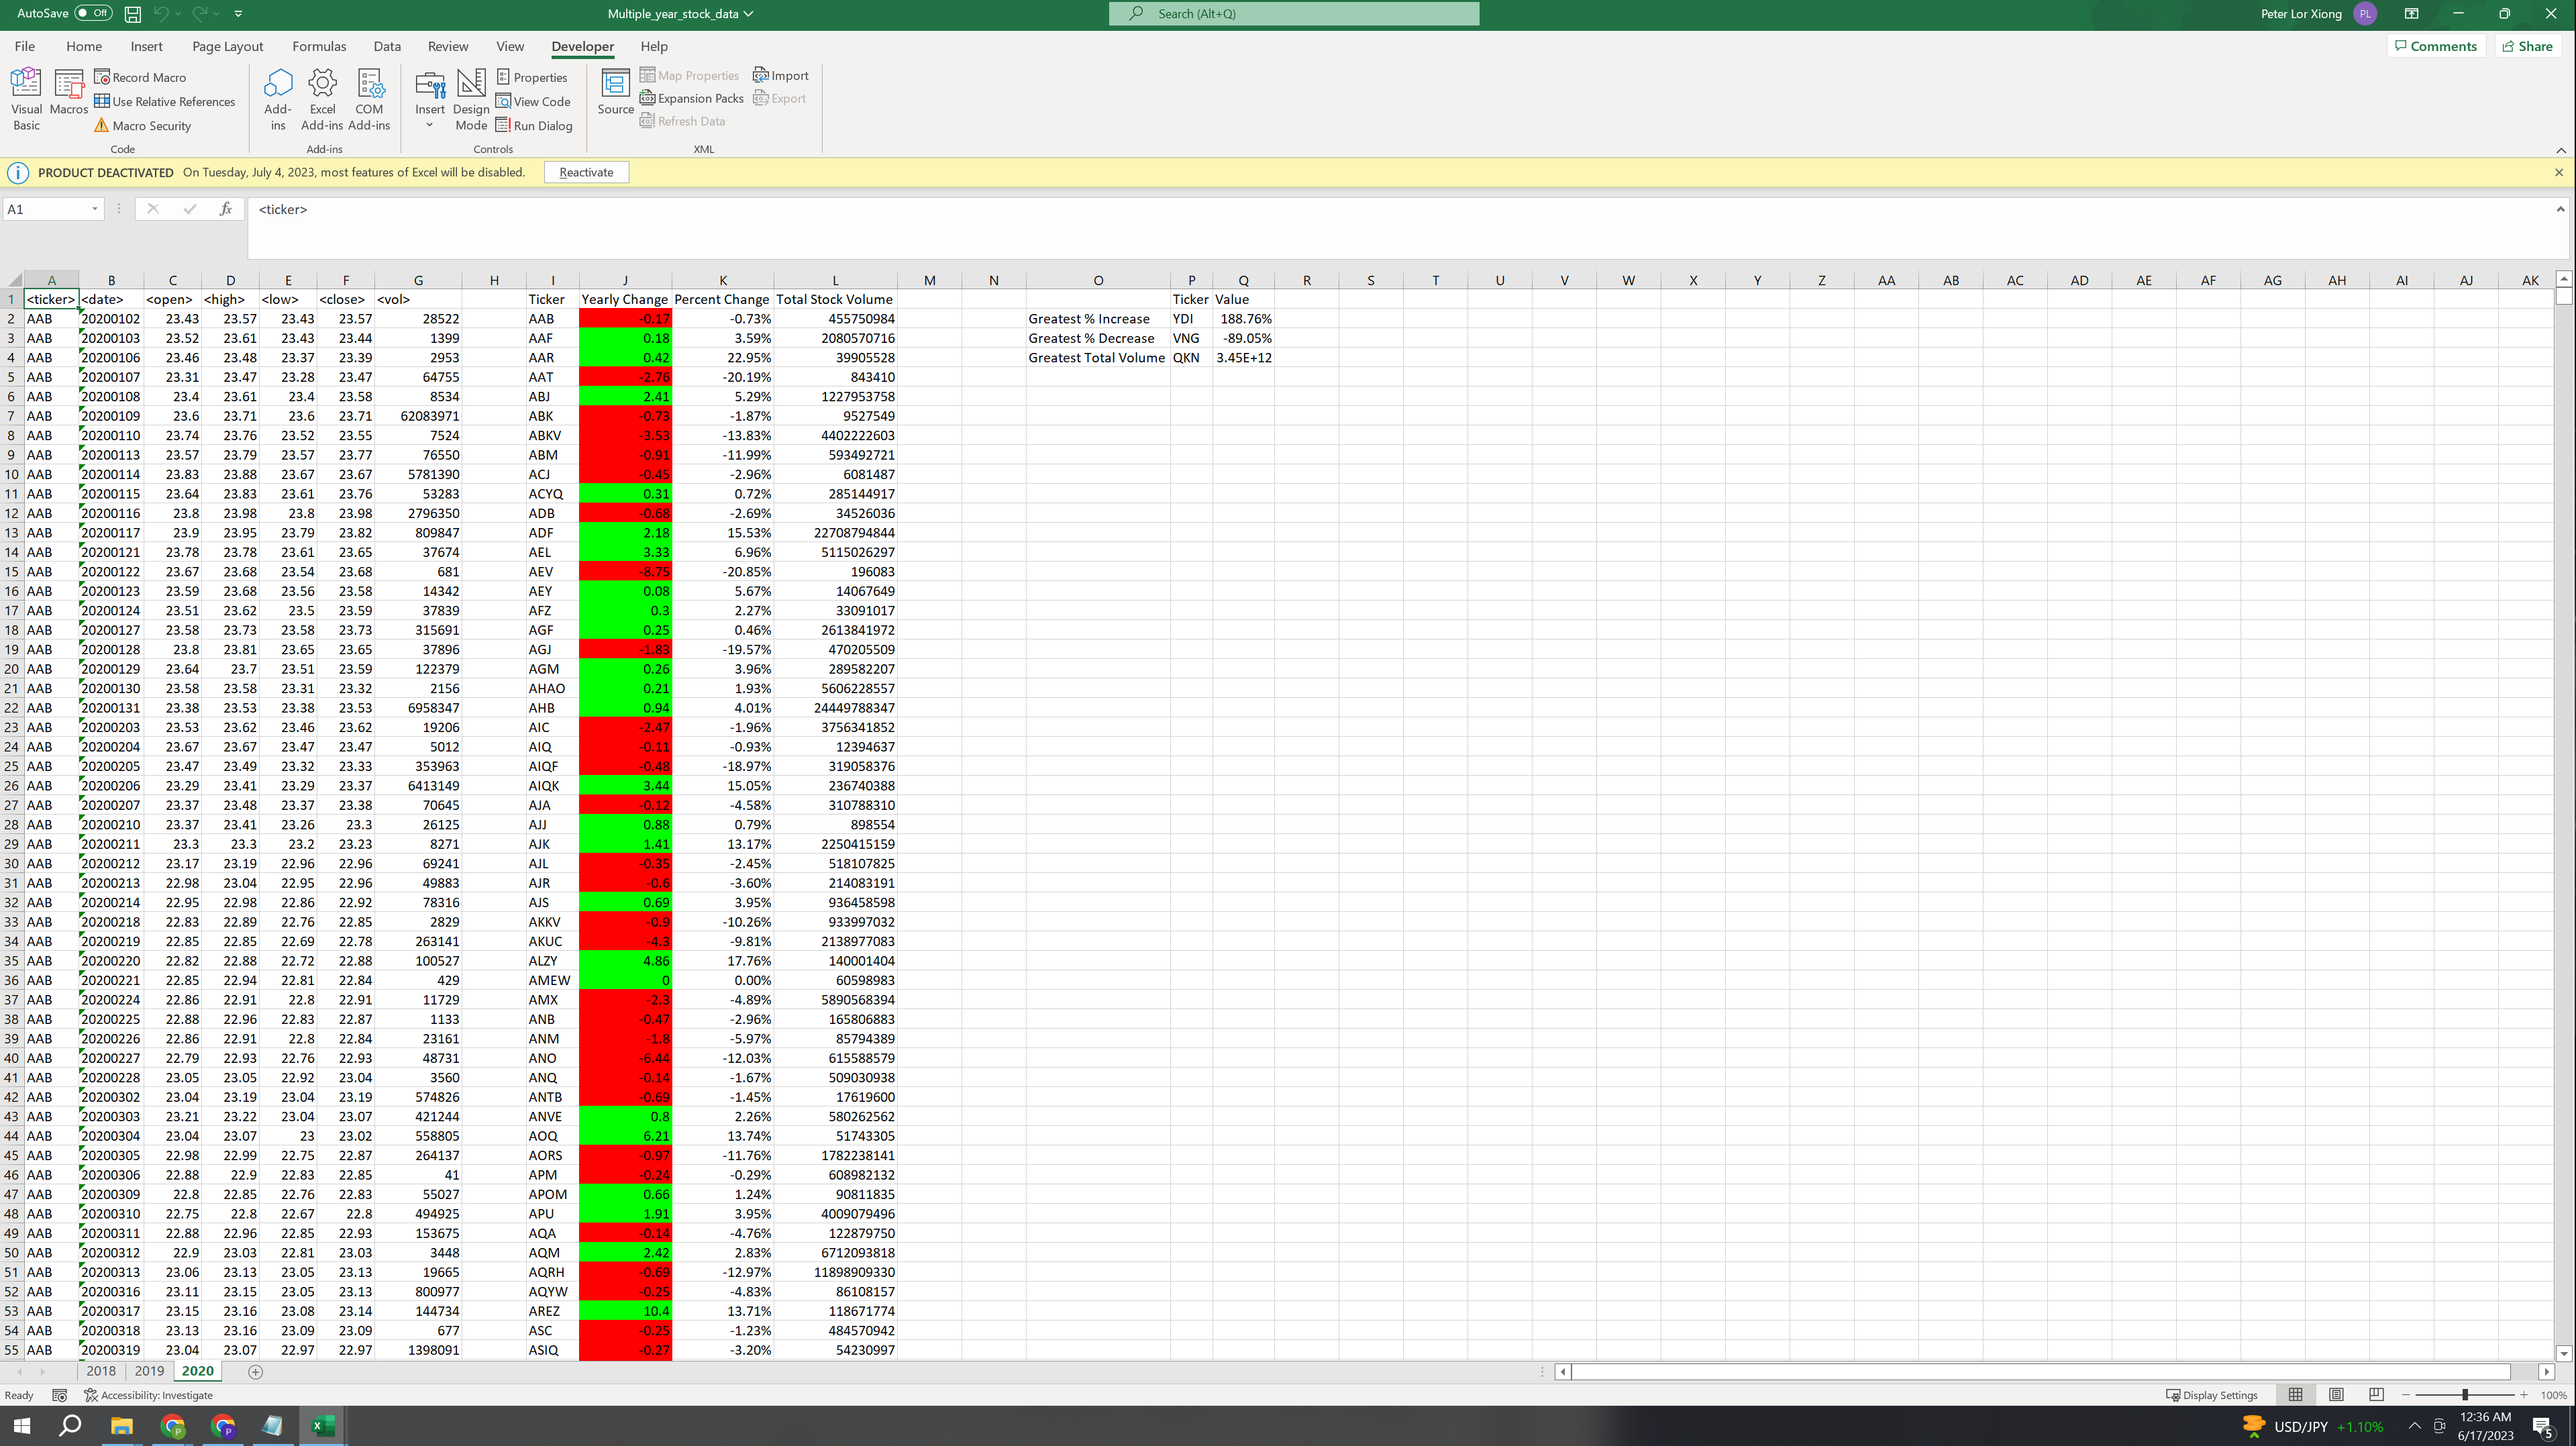 AutoSave Off Multiple_year_stock_data Search (Alt+Q) Peter Lor Xiong PL
File Home Insert Page Layout Formulas Data Review View Developer Help Comments Share
Visual Basic Macros Record Macro Use Relative References Macro Security
Add-ins Excel Add-ins COM Add-ins
Insert Design Mode Properties View Code Run Dialog
Source Map Properties Expansion Packs Refresh Data Import Export
Code Add-ins Controls XML
PRODUCT DEACTIVATED On Tuesday, July 4, 2023, most features of Excel will be disabled. Reactivate
A1 fx <ticker>
A B C D E F G H I J K L M N O P Q R S T U V W X Y Z AA AB AC AD AE AF AG AH AI AJ AK
1 <ticker> <date> <open> <high> <low> <close> <vol> Ticker Yearly Change Percent Change Total Stock Volume Ticker Value
2 AAB 20200102 23.43 23.57 23.43 23.57 28522 AAB -0.17 -0.73% 455750984 Greatest % Increase YDI 188.76%
3 AAB 20200103 23.52 23.61 23.43 23.44 1399 AAF 0.18 3.59% 2080570716 Greatest % Decrease VNG -89.05%
4 AAB 20200106 23.46 23.48 23.37 23.39 2953 AAR 0.42 22.95% 39905528 Greatest Total Volume QKN 3.45E+12
5 AAB 20200107 23.31 23.47 23.28 23.47 64755 AAT -2.76 -20.19% 843410
6 AAB 20200108 23.4 23.61 23.4 23.58 8534 ABJ 2.41 5.29% 1227953758
7 AAB 20200109 23.6 23.71 23.6 23.71 62083971 ABK -0.73 -1.87% 9527549
8 AAB 20200110 23.74 23.76 23.52 23.55 7524 ABKV -3.53 -13.83% 4402222603
9 AAB 20200113 23.57 23.79 23.57 23.77 76550 ABM -0.91 -11.99% 593492721
10 AAB 20200114 23.83 23.88 23.67 23.67 5781390 ACJ -0.45 -2.96% 6081487
11 AAB 20200115 23.64 23.83 23.61 23.76 53283 ACYQ 0.31 0.72% 285144917
12 AAB 20200116 23.8 23.98 23.8 23.98 2796350 ADB -0.68 -2.69% 34526036
13 AAB 20200117 23.9 23.95 23.79 23.82 809847 ADF 2.18 15.53% 22708794844
14 AAB 20200121 23.78 23.78 23.61 23.65 37674 AEL 3.33 6.96% 5115026297
15 AAB 20200122 23.67 23.68 23.54 23.68 681 AEV -8.75 -20.85% 196083
16 AAB 20200123 23.59 23.68 23.56 23.58 14342 AEY 0.08 5.67% 14067649
17 AAB 20200124 23.51 23.62 23.5 23.59 37839 AFZ 0.3 2.27% 33091017
18 AAB 20200127 23.58 23.73 23.58 23.73 315691 AGF 0.25 0.46% 2613841972
19 AAB 20200128 23.8 23.81 23.65 23.65 37896 AGJ -1.83 -19.57% 470205509
20 AAB 20200129 23.64 23.7 23.51 23.59 122379 AGM 0.26 3.96% 289582207
21 AAB 20200130 23.58 23.58 23.31 23.32 2156 AHAO 0.21 1.93% 5606228557
22 AAB 20200131 23.38 23.53 23.38 23.53 6958347 AHB 0.94 4.01% 24449788347
23 AAB 20200203 23.53 23.62 23.46 23.62 19206 AIC -2.47 -1.96% 3756341852
24 AAB 20200204 23.67 23.67 23.47 23.47 5012 AIQ -0.11 -0.93% 12394637
25 AAB 20200205 23.47 23.49 23.32 23.33 353963 AIQF -0.48 -18.97% 319058376
26 AAB 20200206 23.29 23.41 23.29 23.37 6413149 AIQK 3.44 15.05% 236740388
27 AAB 20200207 23.37 23.48 23.37 23.38 70645 AJA -0.12 -4.58% 310788310
28 AAB 20200210 23.37 23.41 23.26 23.3 26125 AJJ 0.88 0.79% 898554
29 AAB 20200211 23.3 23.3 23.2 23.23 8271 AJK 1.41 13.17% 2250415159
30 AAB 20200212 23.17 23.19 22.96 22.96 69241 AJL -0.35 -2.45% 518107825
31 AAB 20200213 22.98 23.04 22.95 22.96 49883 AJR -0.6 -3.60% 214083191
32 AAB 20200214 22.95 22.98 22.86 22.92 78316 AJS 0.69 3.95% 936458598
33 AAB 20200218 22.83 22.89 22.76 22.85 2829 AKKV -0.9 -10.26% 933997032
34 AAB 20200219 22.85 22.85 22.69 22.78 263141 AKUC -4.3 -9.81% 2138977083
35 AAB 20200220 22.82 22.88 22.72 22.88 100527 ALZY 4.86 17.76% 140001404
36 AAB 20200221 22.85 22.94 22.81 22.84 429 AMEW 0 0.00% 60598983
37 AAB 20200224 22.86 22.91 22.8 22.91 11729 AMX -2.3 -4.89% 5890568394
38 AAB 20200225 22.88 22.96 22.83 22.87 1133 ANB -0.47 -2.96% 165806883
39 AAB 20200226 22.86 22.91 22.8 22.84 23161 ANM -1.8 -5.97% 85794389
40 AAB 20200227 22.79 22.93 22.76 22.93 48731 ANO -6.44 -12.03% 615588579
41 AAB 20200228 23.05 23.05 22.92 23.04 3560 ANQ -0.14 -1.67% 509030938
42 AAB 20200302 23.04 23.19 23.04 23.19 574826 ANTB -0.69 -1.45% 17619600
43 AAB 20200303 23.21 23.22 23.04 23.07 421244 ANVE 0.8 2.26% 580262562
44 AAB 20200304 23.04 23.07 23 23.02 558805 AOQ 6.21 13.74% 51743305
45 AAB 20200305 22.98 22.99 22.75 22.87 264137 AORS -0.97 -11.76% 1782238141
46 AAB 20200306 22.88 22.9 22.83 22.85 41 APM -0.24 -0.29% 608982132
47 AAB 20200309 22.8 22.85 22.76 22.83 55027 APOM 0.66 1.24% 90811835
48 AAB 20200310 22.75 22.8 22.67 22.8 494925 APU 1.91 3.95% 4009079496
49 AAB 20200311 22.88 22.96 22.85 22.93 153675 AQA -0.14 -4.76% 122879750
50 AAB 20200312 22.9 23.03 22.81 23.03 3448 AQM 2.42 2.83% 6712093818
51 AAB 20200313 23.06 23.13 23.05 23.13 19665 AQRH -0.69 -12.97% 11898909330
52 AAB 20200316 23.11 23.15 23.05 23.13 800977 AQYW -0.25 -4.83% 86108157
53 AAB 20200317 23.15 23.16 23.08 23.14 144734 AREZ 10.4 13.71% 118671774
54 AAB 20200318 23.13 23.16 23.09 23.09 677 ASC -0.25 -1.23% 484570942
55 AAB 20200319 23.04 23.07 22.97 22.97 1398091 ASIQ -0.27 -3.20% 54230997
2018 2019 2020
Ready Accessibility: Investigate Display Settings 100%
USD/JPY +1.10% 12:36 AM
6/17/2023 5